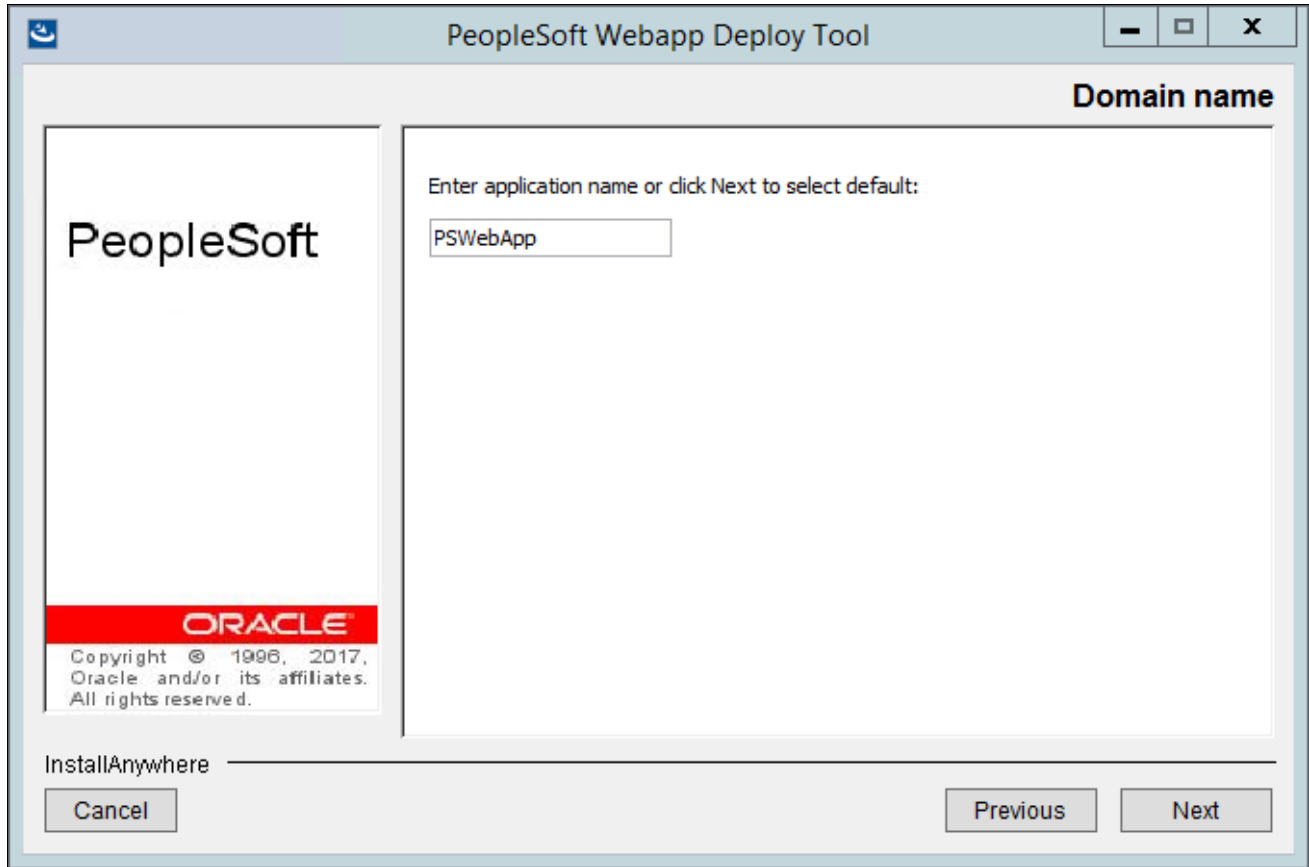 PeopleSoft Webapp Deploy Tool
Domain name
PeopleSoft
ORACLE
Copyright © 1996, 2017,
Oracle and/or its affiliates.
All rights reserved.
Enter application name or click Next to select default:
PSWebApp
InstallAnywhere
Cancel
Previous
Next